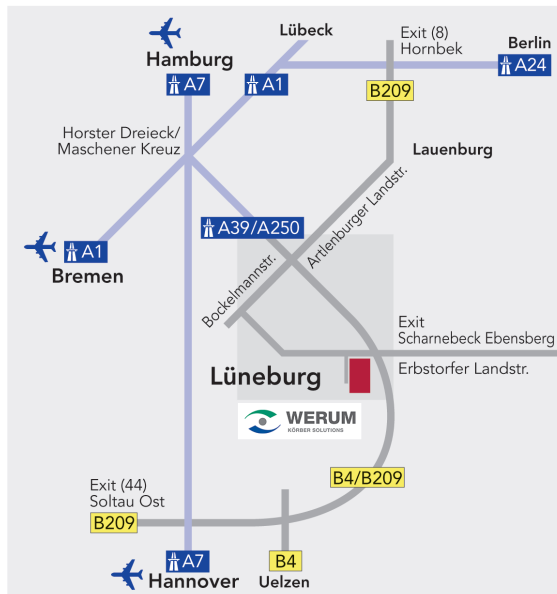 Lübeck
Exit (8)
Hornbek
Berlin
Hamburg
A7
A1
A24
B209
Horster Dreieck/
Maschener Kreuz
Lauenburg
Artlenburger Landstr.
A39/A250
A1
Bremen
Bockelmannstr.
Exit
Scharnebeck Ebensberg
Erbstorfer Landstr.
Lüneburg
WERUM
KÖRBER SOLUTIONS
B4/B209
Exit (44)
Soltau Ost
B209
A7
Hannover
B4
Uelzen